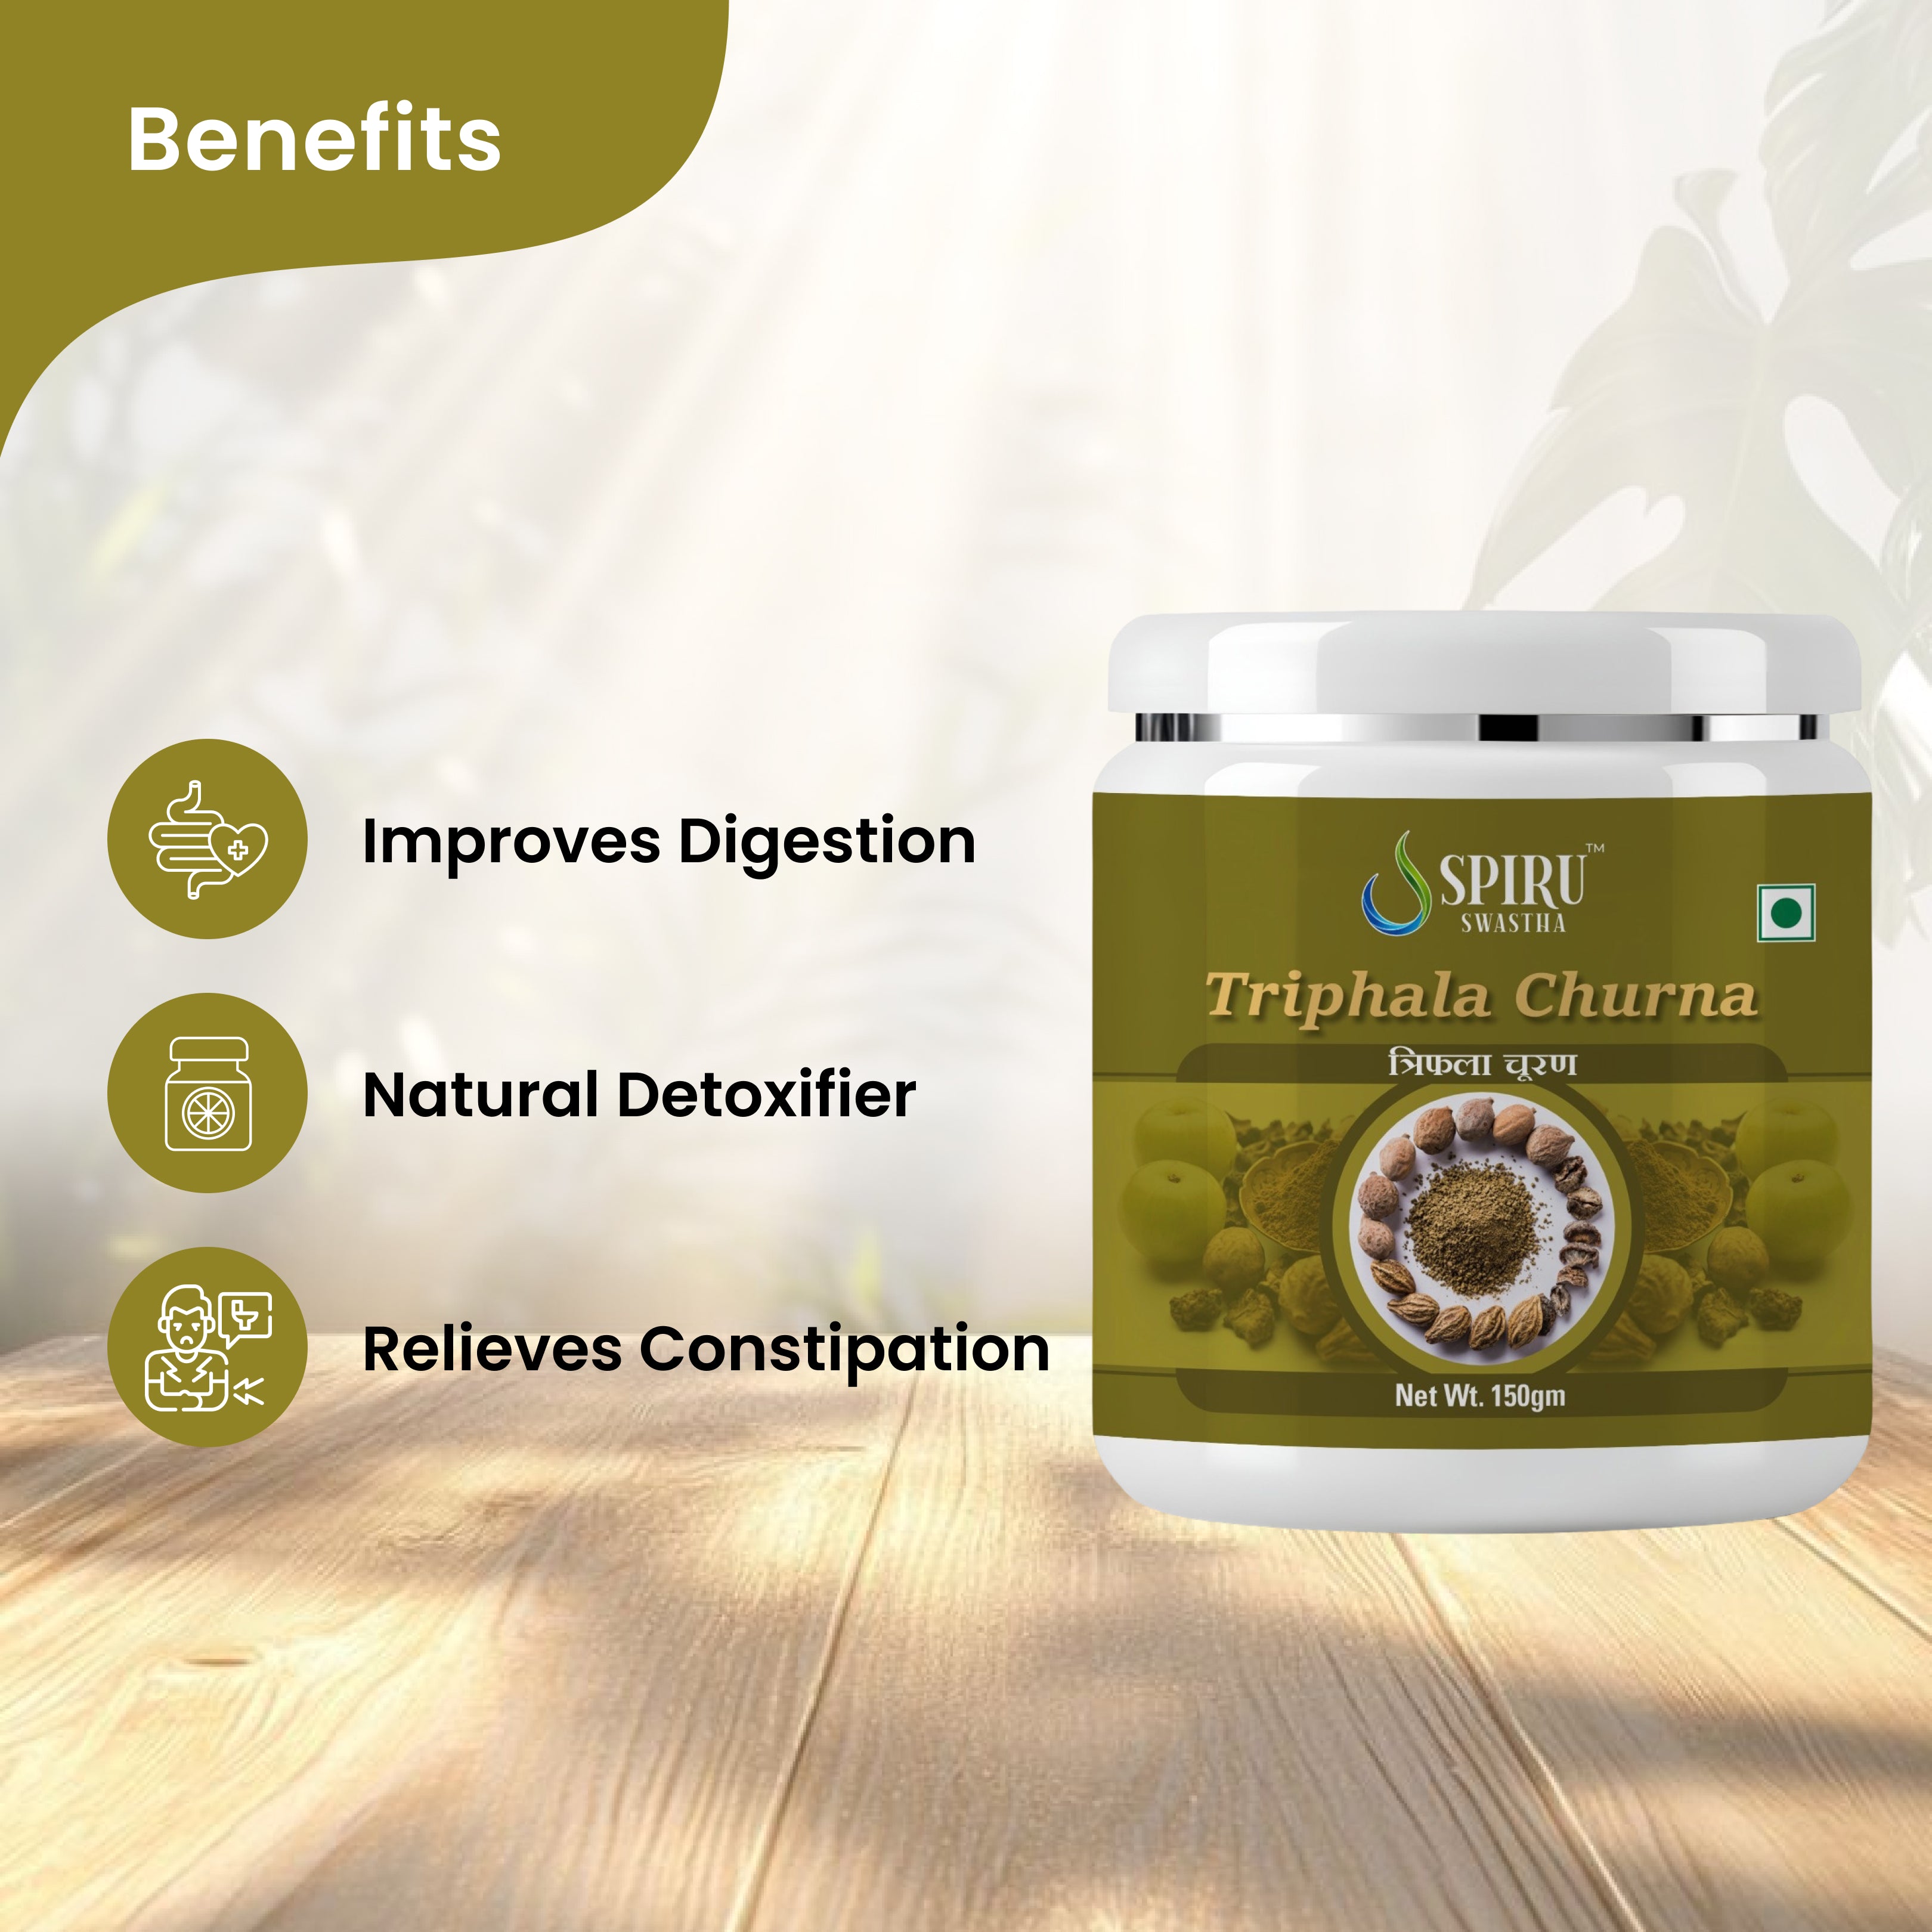 Benefits
Improves Digestion
Natural Detoxifier
Relieves Constipation
SPIRU™
SWASTHA
Triphala Churna
त्रिफला चूरण
Net Wt. 150gm